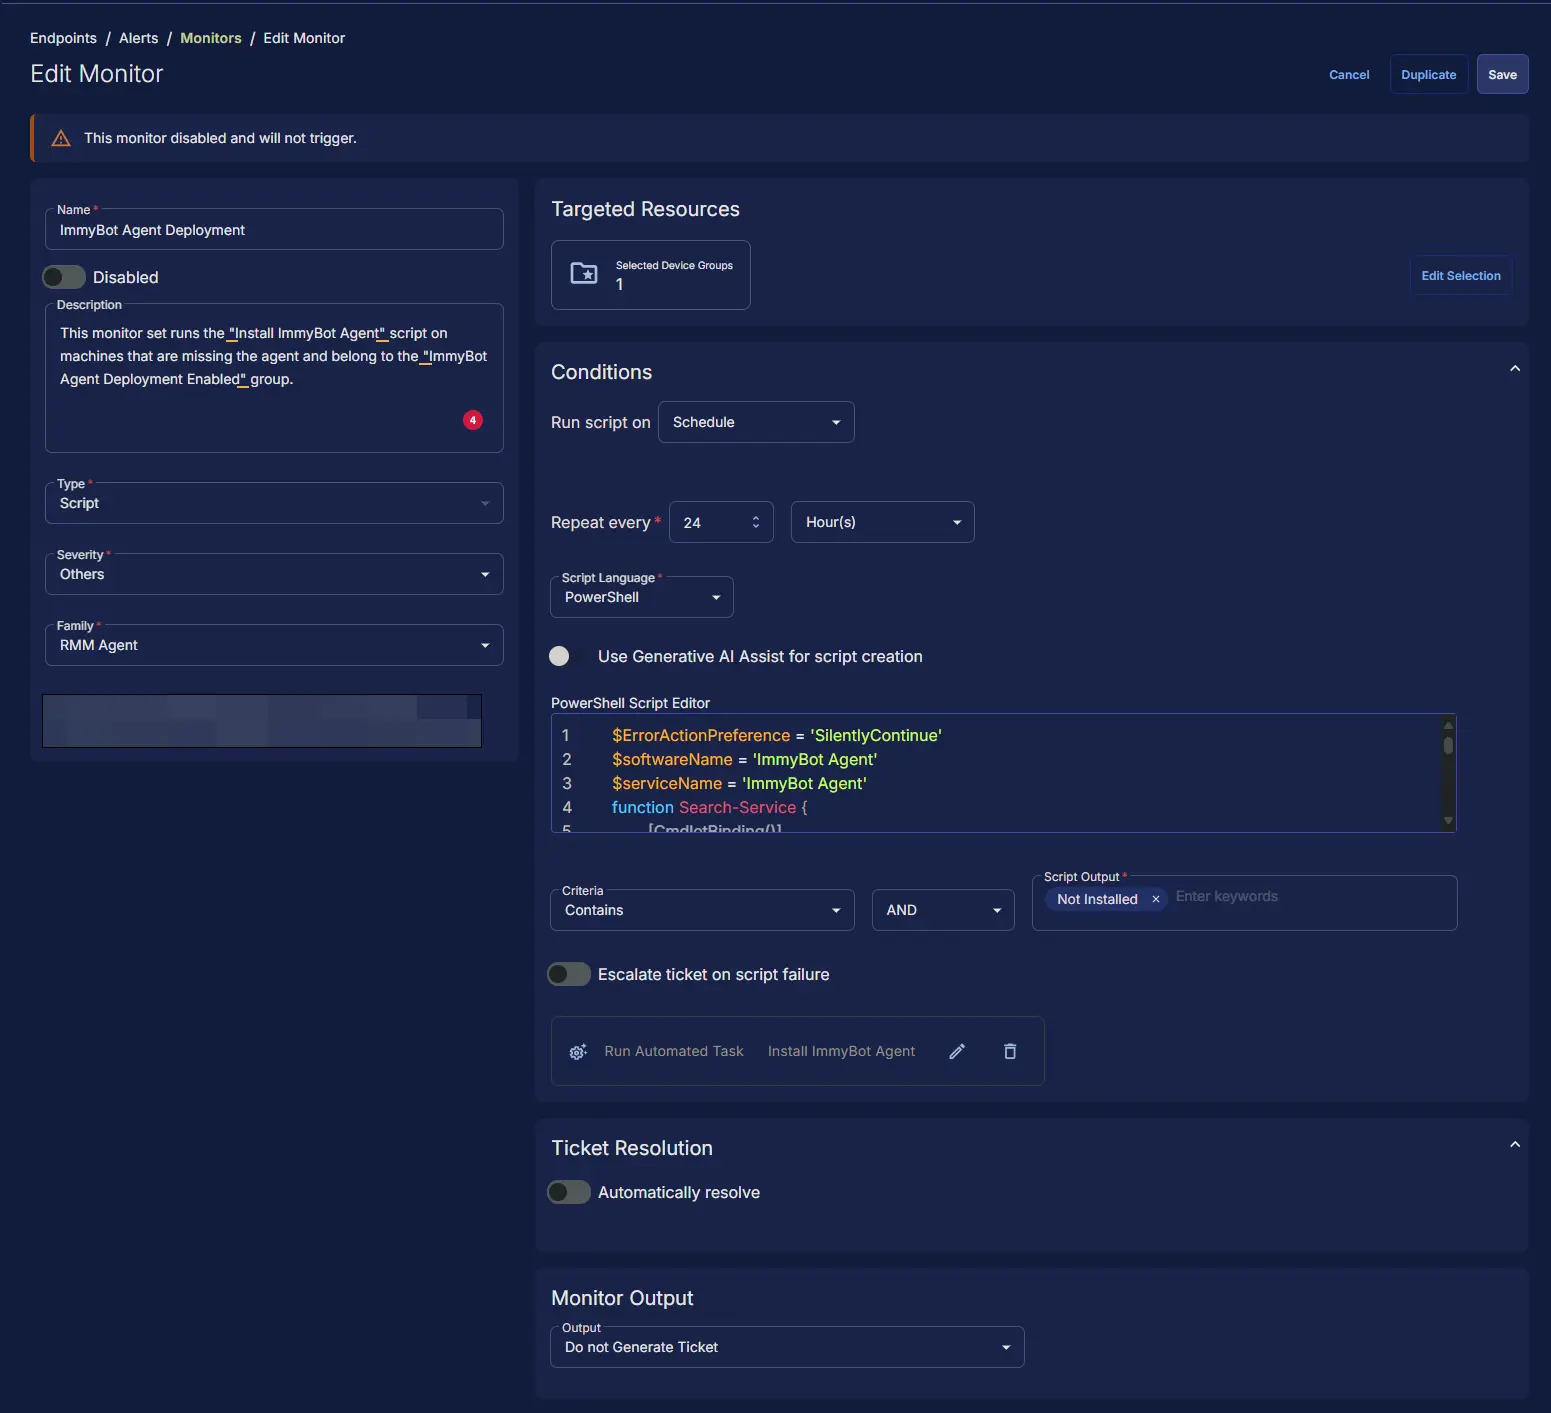 Endpoints / Alerts / Monitors / Edit Monitor
Edit Monitor
Cancel
Duplicate
Save
This monitor disabled and will not trigger.
Name *
ImmyBot Agent Deployment
Disabled
Description
This monitor set runs the "Install ImmyBot Agent" script on
machines that are missing the agent and belong to the "ImmyBot
Agent Deployment Enabled" group.
4
Type *
Script
Severity *
Others
Family *
RMM Agent
Targeted Resources
Selected Device Groups
1
Edit Selection
Conditions
Run script on Schedule
Repeat every * 24 Hour(s)
Script Language *
PowerShell
Use Generative AI Assist for script creation
PowerShell Script Editor
1 $ErrorActionPreference = 'SilentlyContinue'
2 $softwareName = 'ImmyBot Agent'
3 $serviceName = 'ImmyBot Agent'
4 function Search-Service {
5 [CmdletBinding()]
Criteria
Contains
AND
Script Output *
Not Installed × Enter keywords
Escalate ticket on script failure
Run Automated Task Install ImmyBot Agent
Ticket Resolution
Automatically resolve
Monitor Output
Output
Do not Generate Ticket